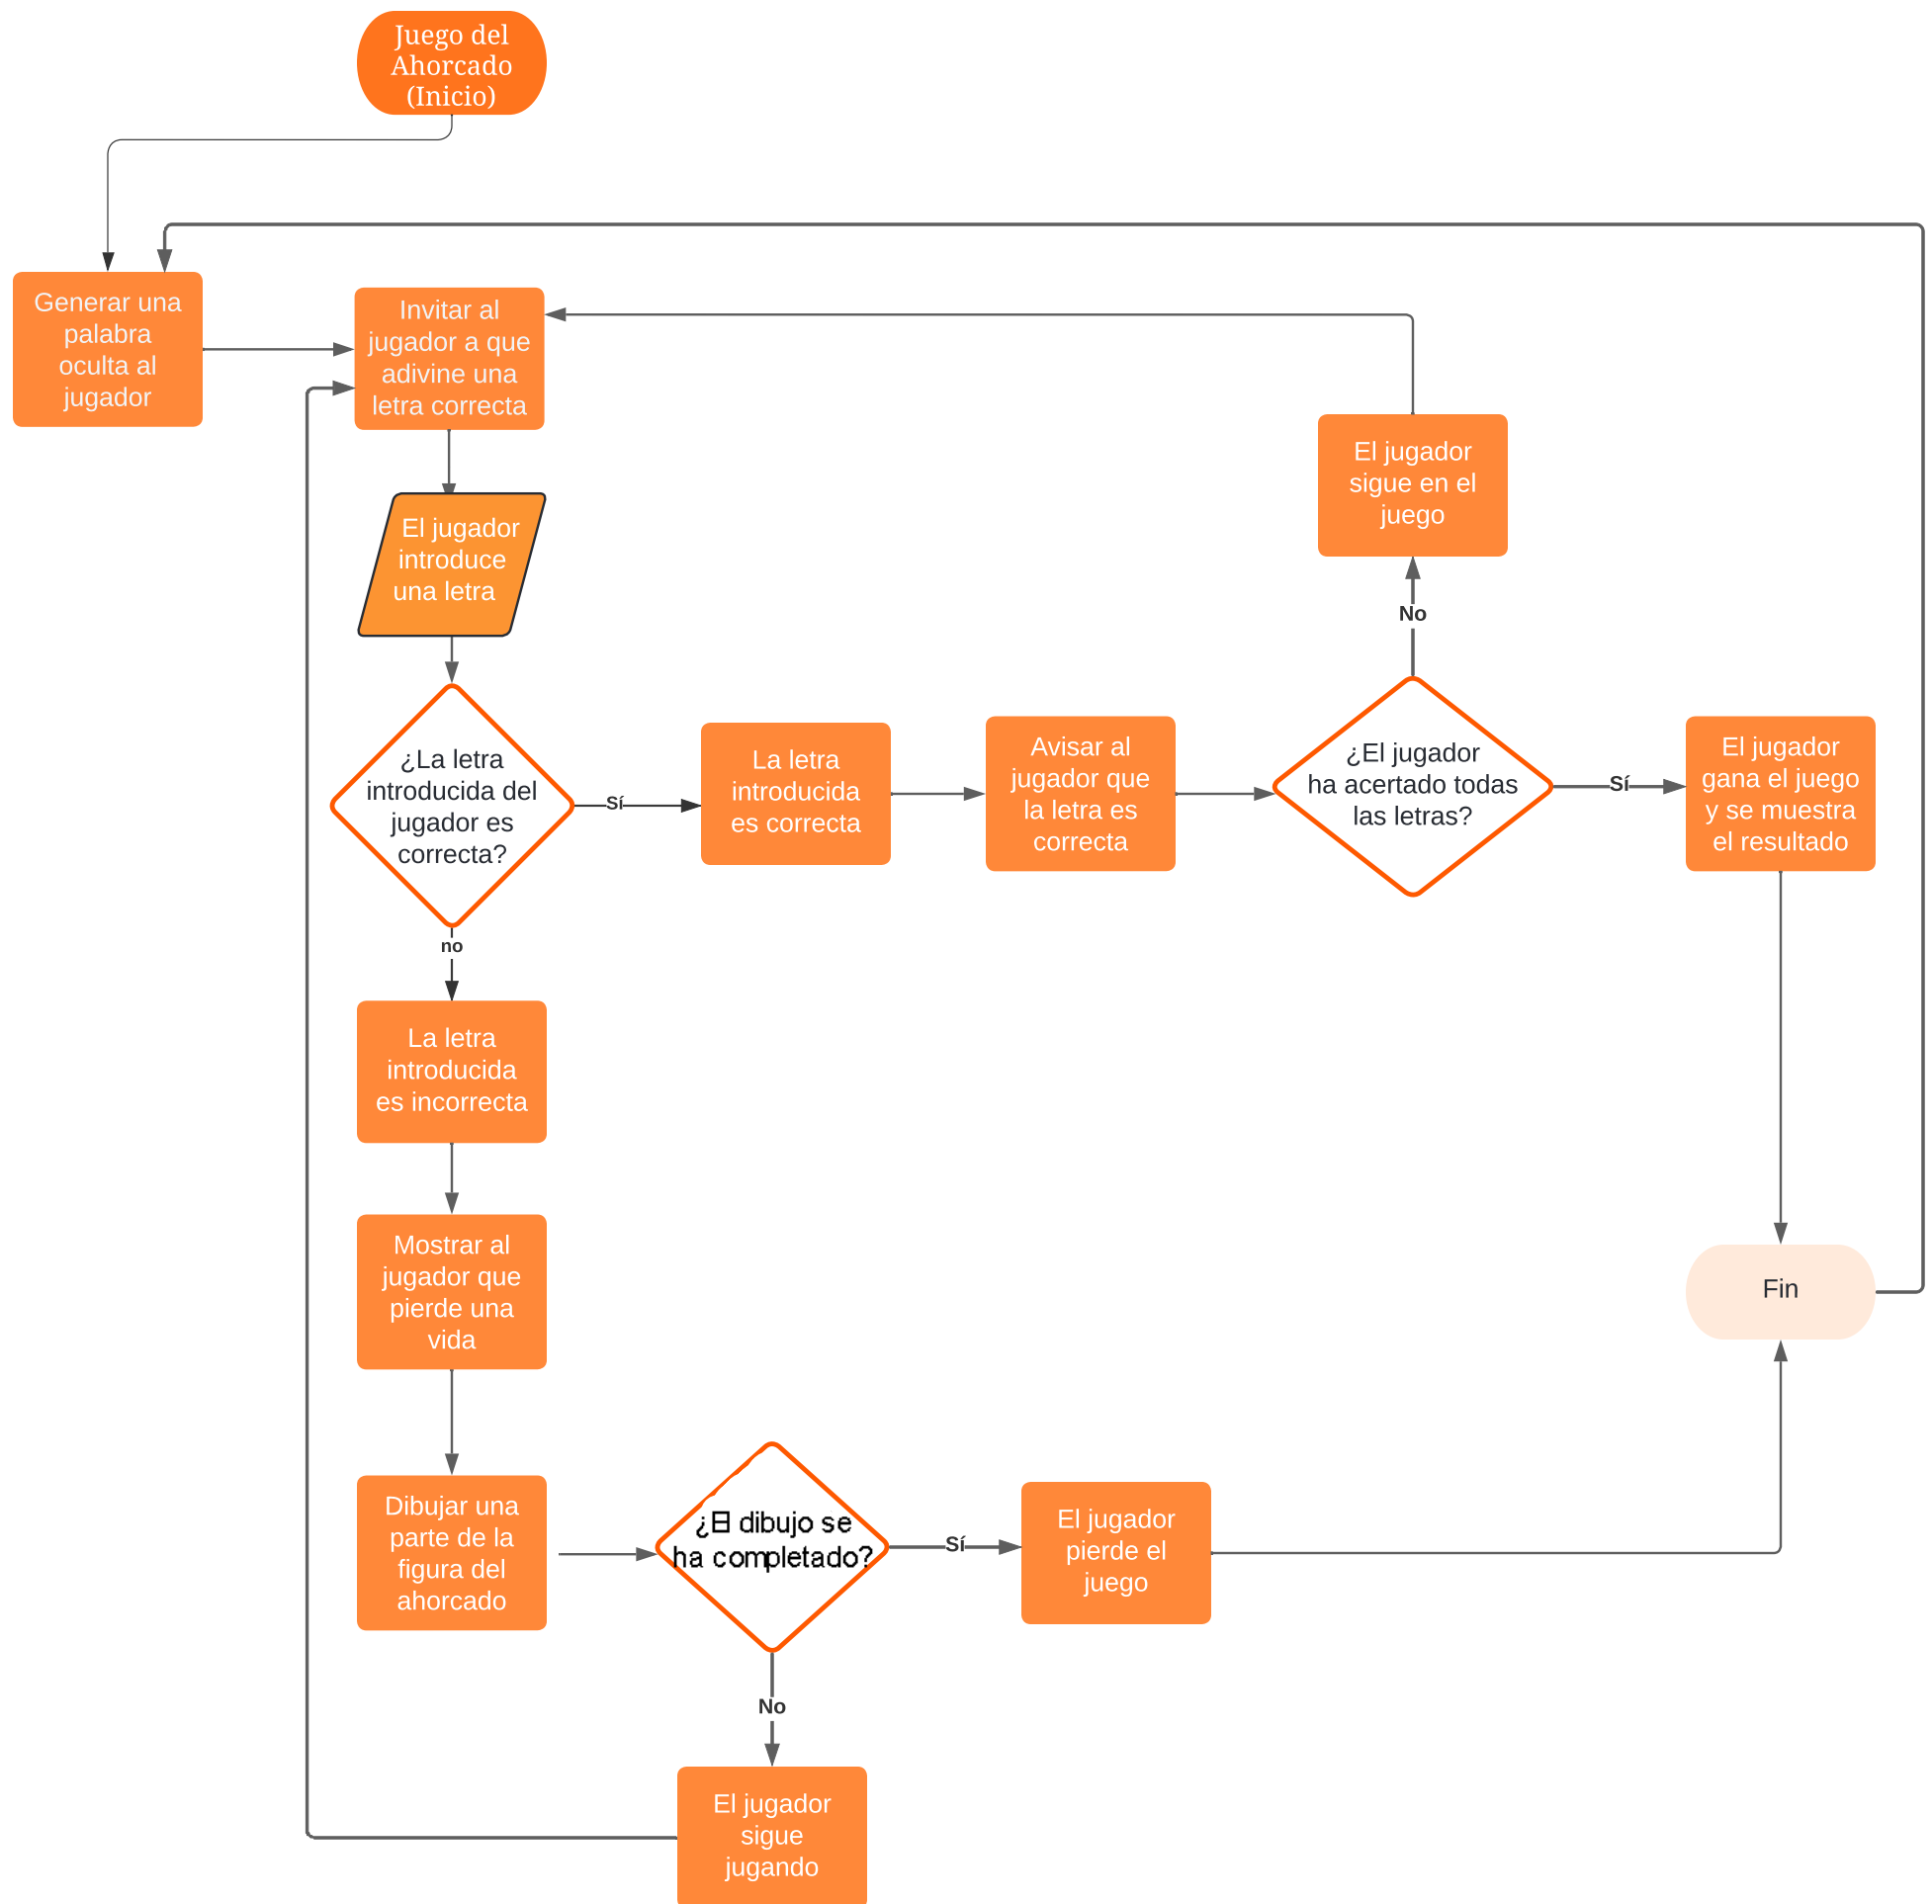 Juego del
Ahorcado
(Inicio)
Generar una
palabra
oculta al
jugador
Invitar al
jugador a que
adivine una
letra correcta
El jugador
introduce
una letra
¿La letra
introducida del
jugador es
correcta?
Sí
La letra
introducida
es correcta
Avisar al
jugador que
la letra es
correcta
¿El jugador
ha acertado todas
las letras?
No
El jugador
sigue en el
juego
Sí
El jugador
gana el juego
y se muestra
el resultado
no
La letra
introducida
es incorrecta
Mostrar al
jugador que
pierde una
vida
Dibujar una
parte de la
figura del
ahorcado
¿El dibujo se
ha completado?
Sí
El jugador
pierde el
juego
Fin
No
El jugador
sigue
jugando